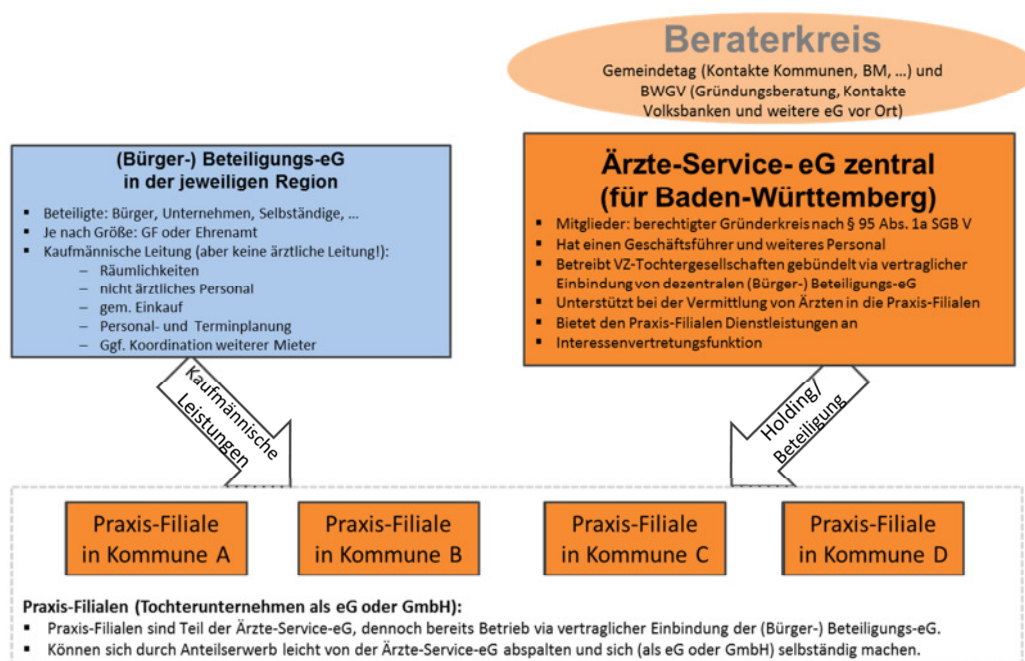 Beraterkreis
Gemeindetag (Kontakte Kommunen, BM, ...) und
BWGV (Gründungsberatung, Kontakte
Volksbanken und weitere eG vor Ort)
(Bürger-) Beteiligungs-eG
in der jeweiligen Region
▪ Beteiligte: Bürger, Unternehmen, Selbständige, ...
▪ Je nach Größe: GF oder Ehrenamt
▪ Kaufmännische Leitung (aber keine ärztliche Leitung!):
– Räumlichkeiten
– nicht ärztliches Personal
– gem. Einkauf
– Personal- und Terminplanung
– Ggf. Koordination weiterer Mieter
Ärzte-Service- eG zentral
(für Baden-Württemberg)
▪ Mitglieder: berechtigter Gründerkreis nach § 95 Abs. 1a SGB V
▪ Hat einen Geschäftsführer und weiteres Personal
▪ Betreibt VZ-Tochtergesellschaften gebündelt via vertraglicher
Einbindung von dezentralen (Bürger-) Beteiligungs-eG
▪ Unterstützt bei der Vermittlung von Ärzten in die Praxis-Filialen
▪ Bietet den Praxis-Filialen Dienstleistungen an
▪ Interessenvertretungsfunktion
Kaufmännische
Leistungen
Holding/
Beteiligung
Praxis-Filiale
in Kommune A
Praxis-Filiale
in Kommune B
Praxis-Filiale
in Kommune C
Praxis-Filiale
in Kommune D
Praxis-Filialen (Tochterunternehmen als eG oder GmbH):
▪ Praxis-Filialen sind Teil der Ärzte-Service-eG, dennoch bereits Betrieb via vertraglicher Einbindung der (Bürger-) Beteiligungs-eG.
▪ Können sich durch Anteilserwerb leicht von der Ärzte-Service-eG abspalten und sich (als eG oder GmbH) selbständig machen.